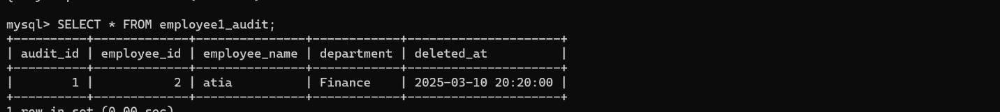 mysql> SELECT * FROM employee1_audit;
+----------+-------------+---------------+------------+---------------------+
| audit_id | employee_id | employee_name | department | deleted_at          |
+----------+-------------+---------------+------------+---------------------+
|        1 |           2 | atia          | Finance    | 2025-03-10 20:20:00 |
+----------+-------------+---------------+------------+---------------------+
1 row in set (0.00 sec)